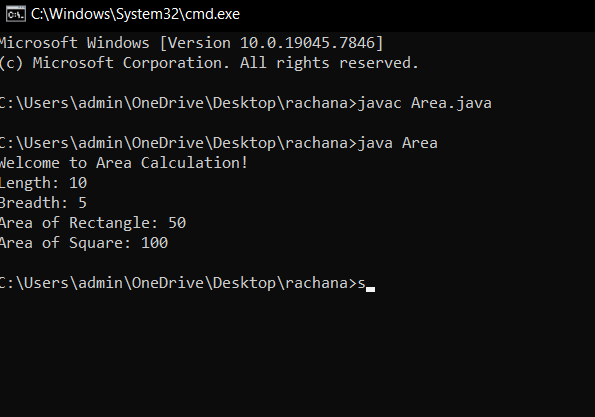 C:\Windows\System32\cmd.exe
Microsoft Windows [Version 10.0.19045.7846]
(c) Microsoft Corporation. All rights reserved.
C:\Users\admin\OneDrive\Desktop\rachana>javac Area.java
C:\Users\admin\OneDrive\Desktop\rachana>java Area
Welcome to Area Calculation!
Length: 10
Breadth: 5
Area of Rectangle: 50
Area of Square: 100
C:\Users\admin\OneDrive\Desktop\rachana>s